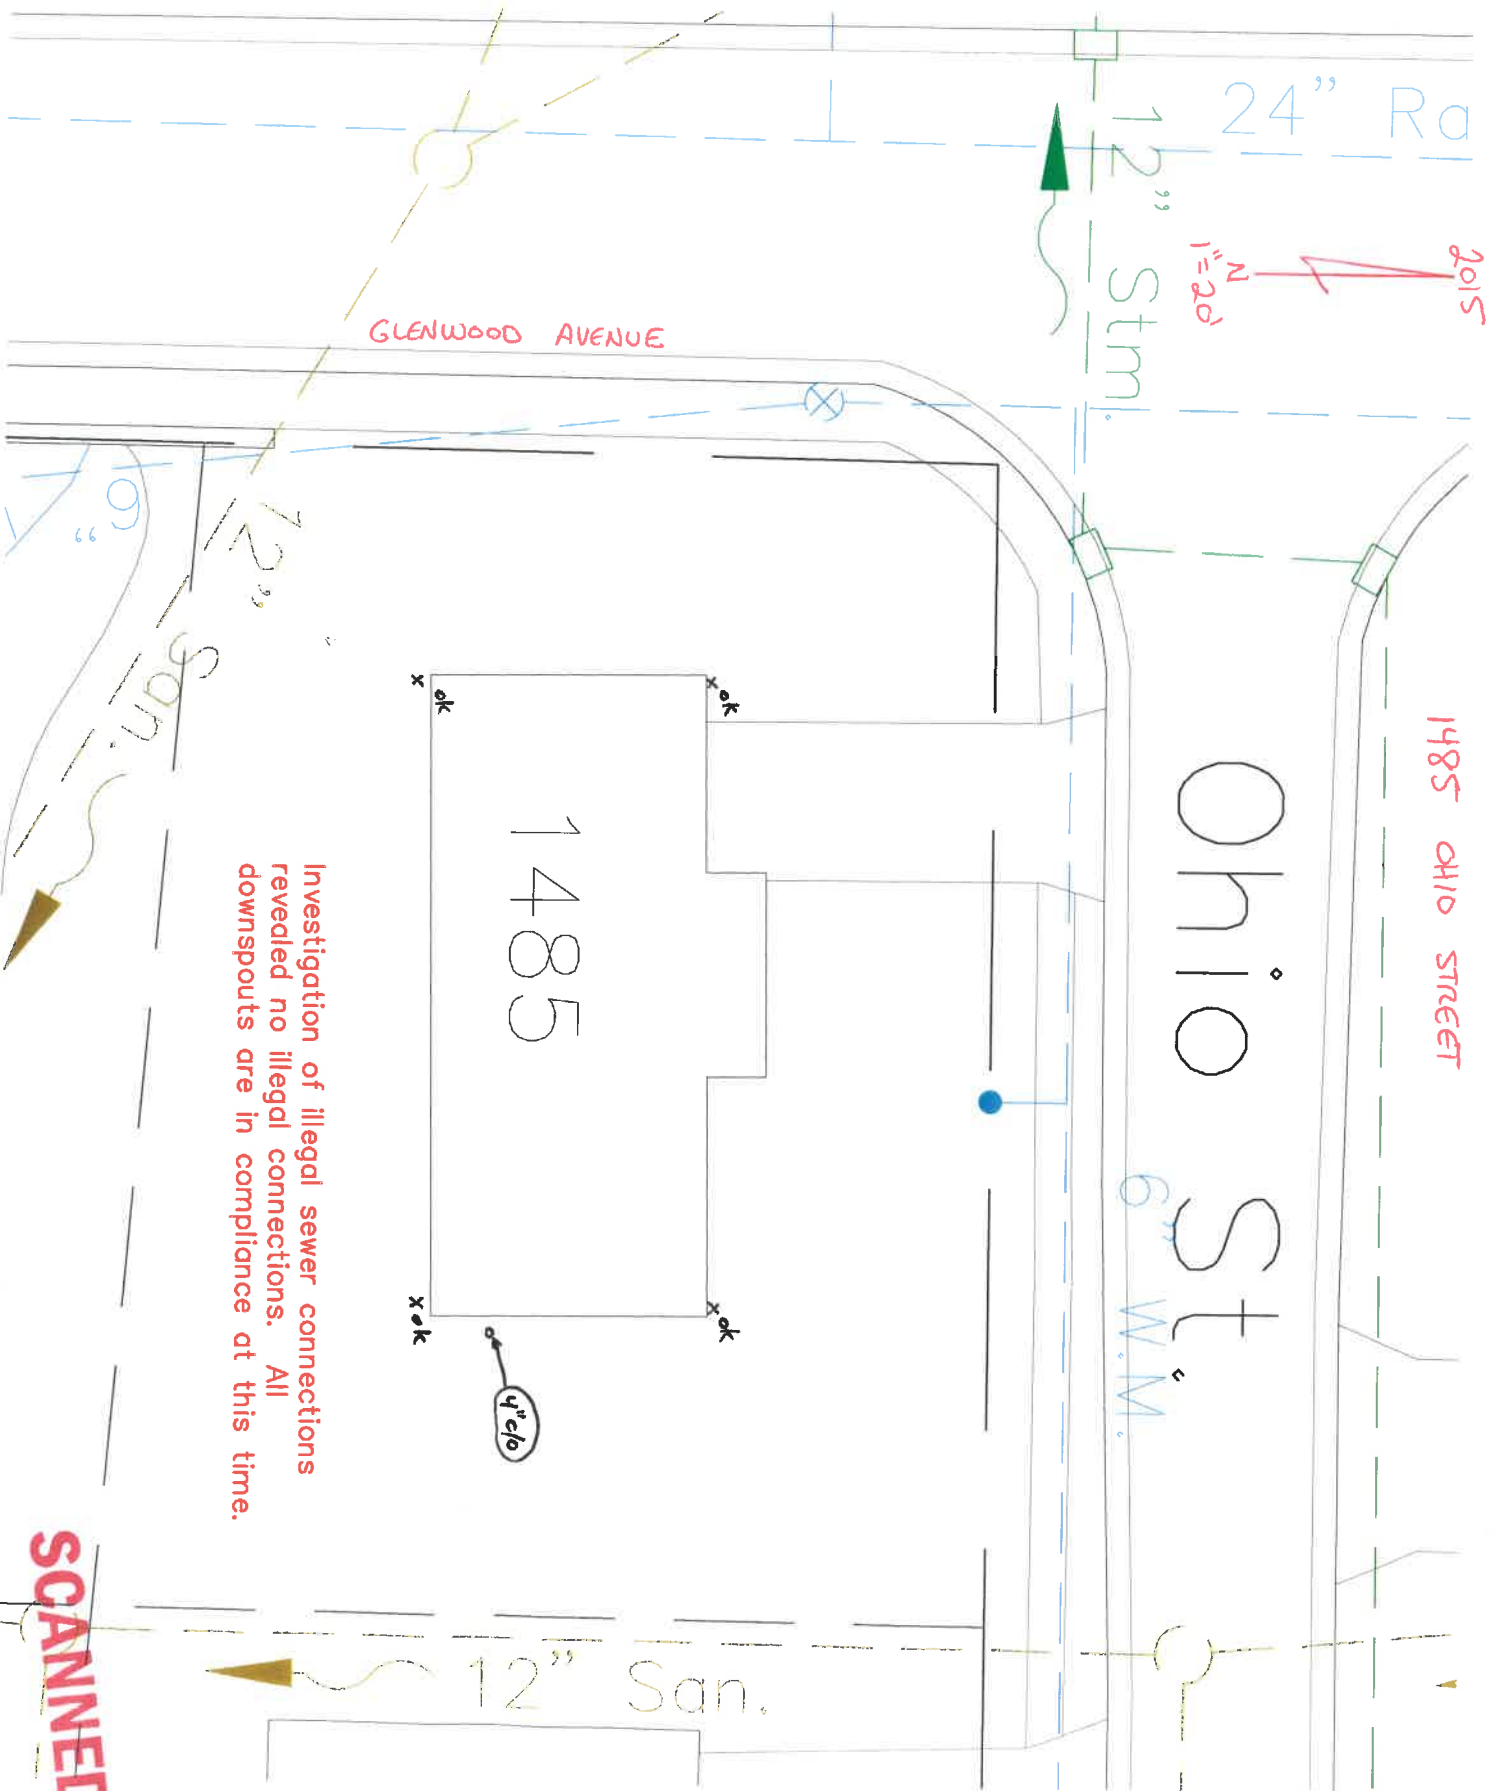 2015
N
1"=20'
1485 OHIO STREET
24" Ra
12" Stm.
GLENWOOD AVENUE
Ohio St.
6" W.M.
6"
12" San.
1485
x ok
x ok
x ok
x ok
4" c/o
Investigation of illegal sewer connections
revealed no illegal connections. All
downspouts are in compliance at this time.
12" San.
SCANNED